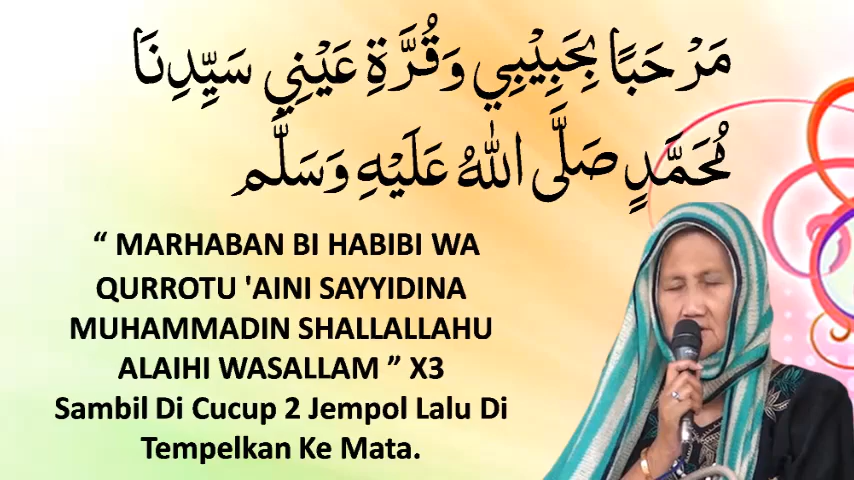 مَرْحَبًا بِحَبِيْبِي وَقُرَّةِ عَيْنِي سَيِّدِنَا
مُحَمَّدٍ صَلَّى اللهُ عَلَيْهِ وَسَلَّم
“ MARHABAN BI HABIBI WA
QURROTU 'AINI SAYYIDINA
MUHAMMADIN SHALLALLAHU
ALAIHI WASALLAM ” X3
Sambil Di Cucup 2 Jempol Lalu Di
Tempelkan Ke Mata.